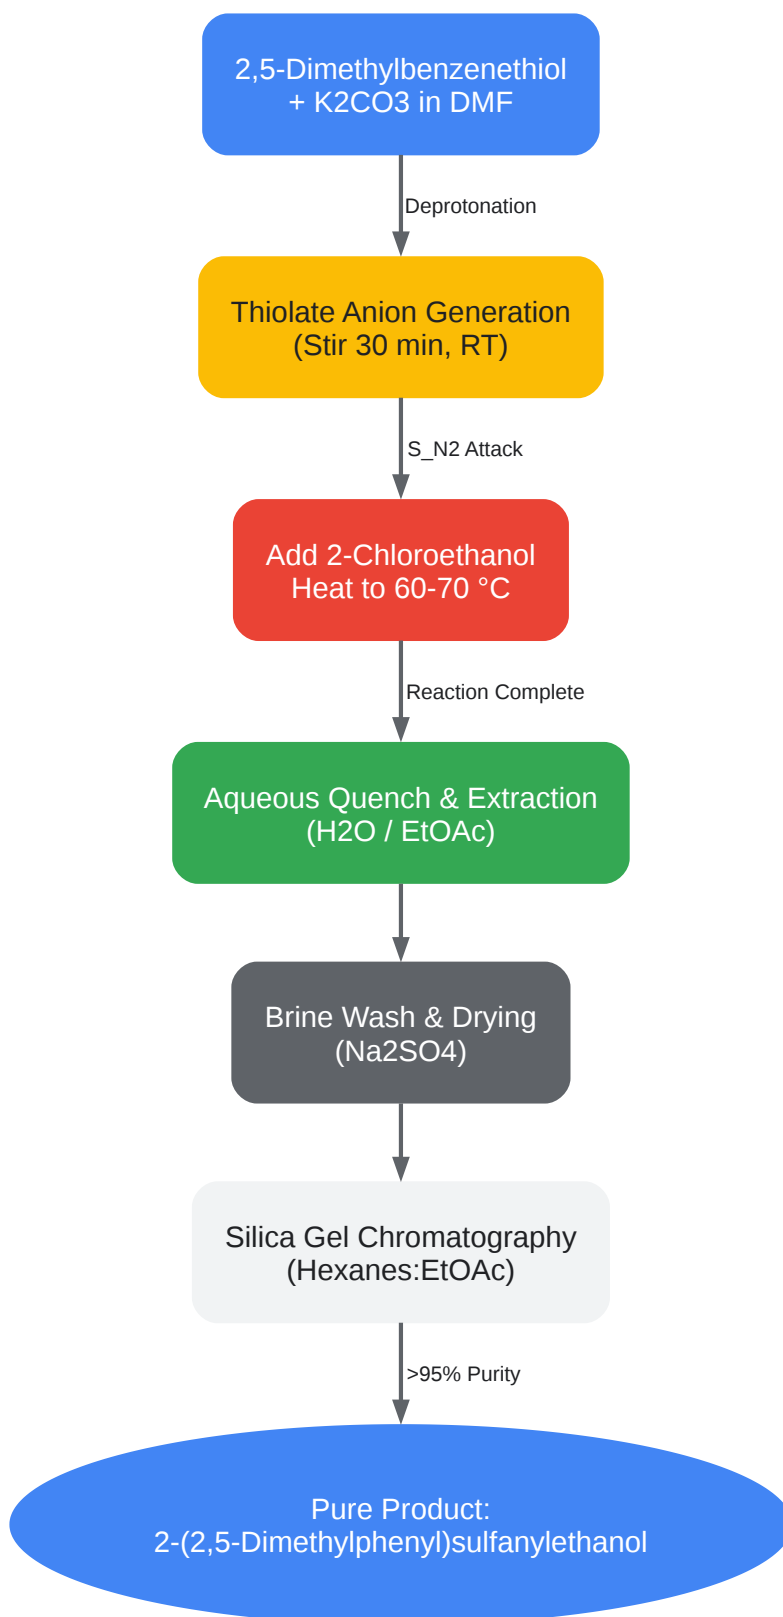 2,5-Dimethylbenzenethiol
+ K2CO3 in DMF
Deprotonation
Thiolate Anion Generation
(Stir 30 min, RT)
S_N2 Attack
Add 2-Chloroethanol
Heat to 60-70 °C
Reaction Complete
Aqueous Quench & Extraction
(H2O / EtOAc)
Brine Wash & Drying
(Na2SO4)
Silica Gel Chromatography
(Hexanes:EtOAc)
>95% Purity
Pure Product:
2-(2,5-Dimethylphenyl)sulfanylethanol